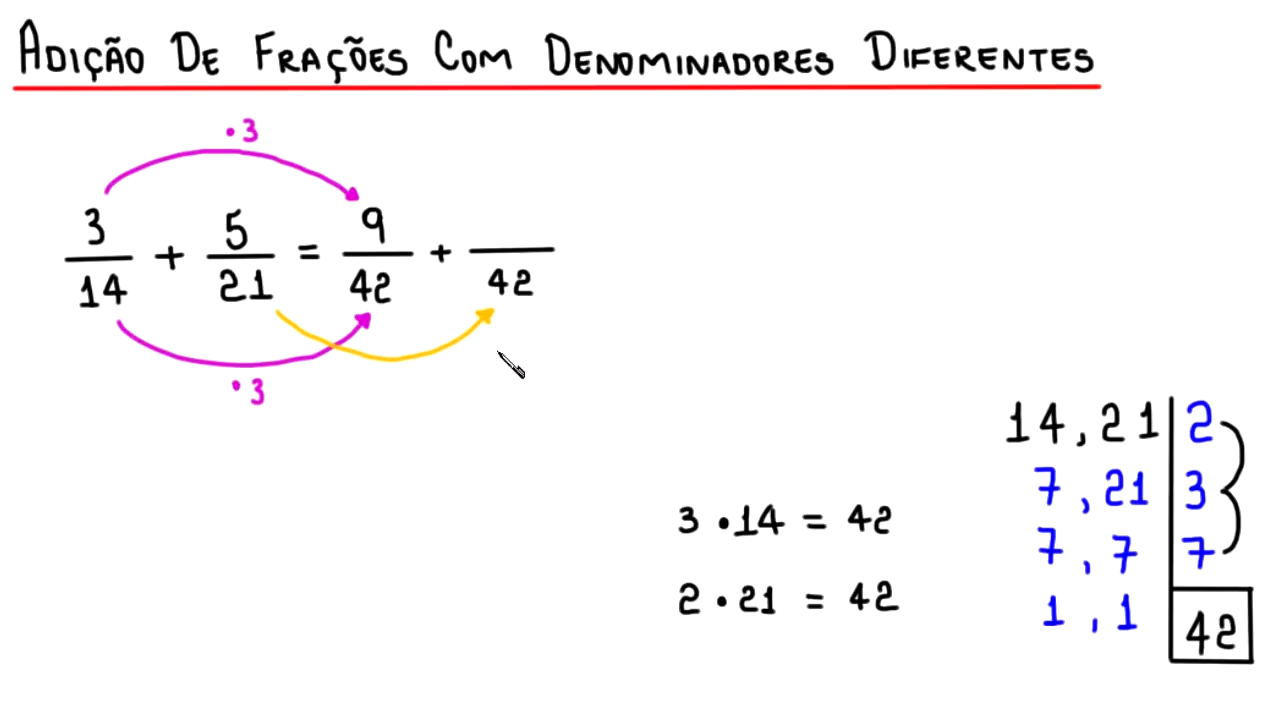 ADIÇÃO DE FRAÇÕES COM DENOMINADORES DIFERENTES
·3
3/14 + 5/21 = 9/42 + /42
·3
14,21|2
7,21|3
3·14 = 42
7,7|7
2·21 = 42
1,1|
42